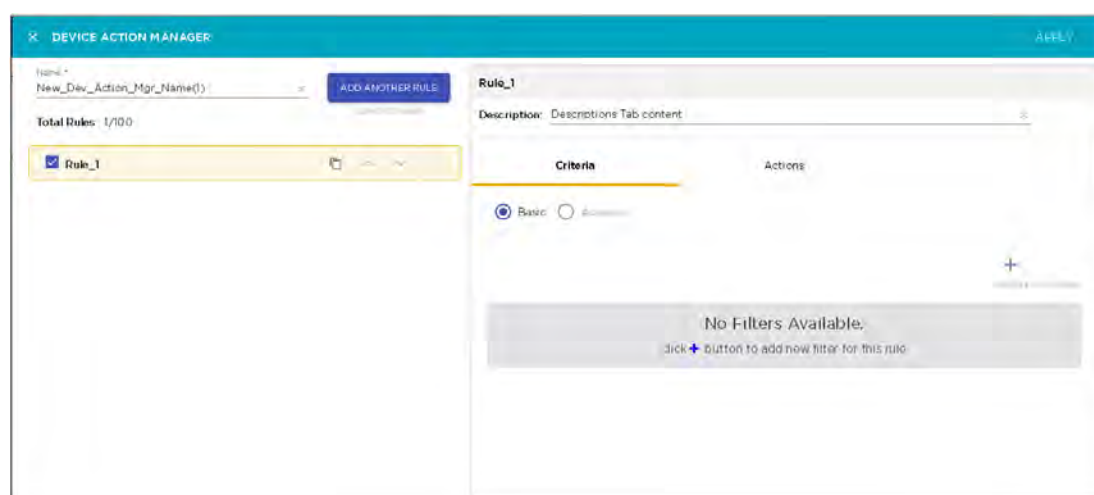 DEVICE ACTION MANAGER
APPLY
Name *
New_Dev_Action_Mgr_Name(1)
ADD ANOTHER RULE
Total Rules: 1/100
Rule_1
Rule_1
Description: Descriptions Tab content
Criteria
Actions
Basic
No Filters Available.
click + button to add new filter for this rule